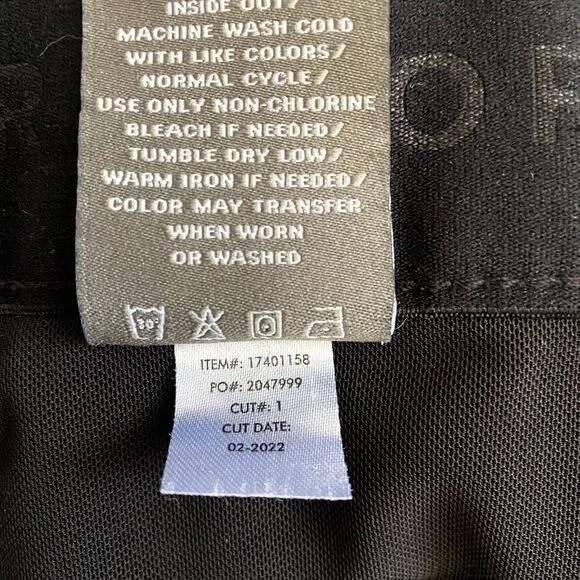 INSIDE OUT/
MACHINE WASH COLD
WITH LIKE COLORS/
NORMAL CYCLE/
USE ONLY NON-CHLORINE
BLEACH IF NEEDED/
TUMBLE DRY LOW/
WARM IRON IF NEEDED/
COLOR MAY TRANSFER
WHEN WORN
OR WASHED
30°
ITEM#: 17401158
PO#: 2047999
CUT#: 1
CUT DATE:
02-2022